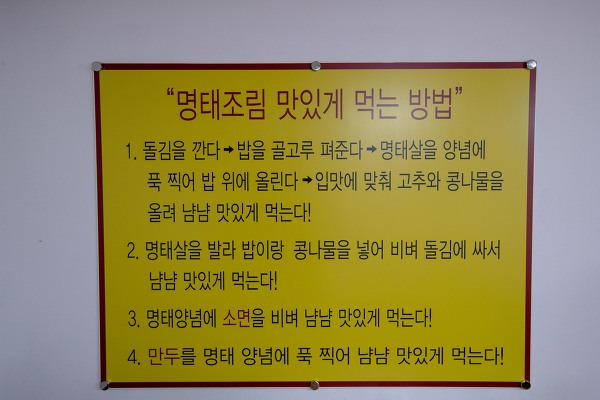 “명태조림 맛있게 먹는 방법”
1. 돌김을 깐다➜밥을 골고루 펴준다➜명태살을 양념에
푹 찍어 밥 위에 올린다➜입맛에 맞춰 고추와 콩나물을
올려 냠냠 맛있게 먹는다!
2. 명태살을 발라 밥이랑 콩나물을 넣어 비벼 돌김에 싸서
냠냠 맛있게 먹는다!
3. 명태양념에 소면을 비벼 냠냠 맛있게 먹는다!
4. 만두를 명태 양념에 푹 찍어 냠냠 맛있게 먹는다!